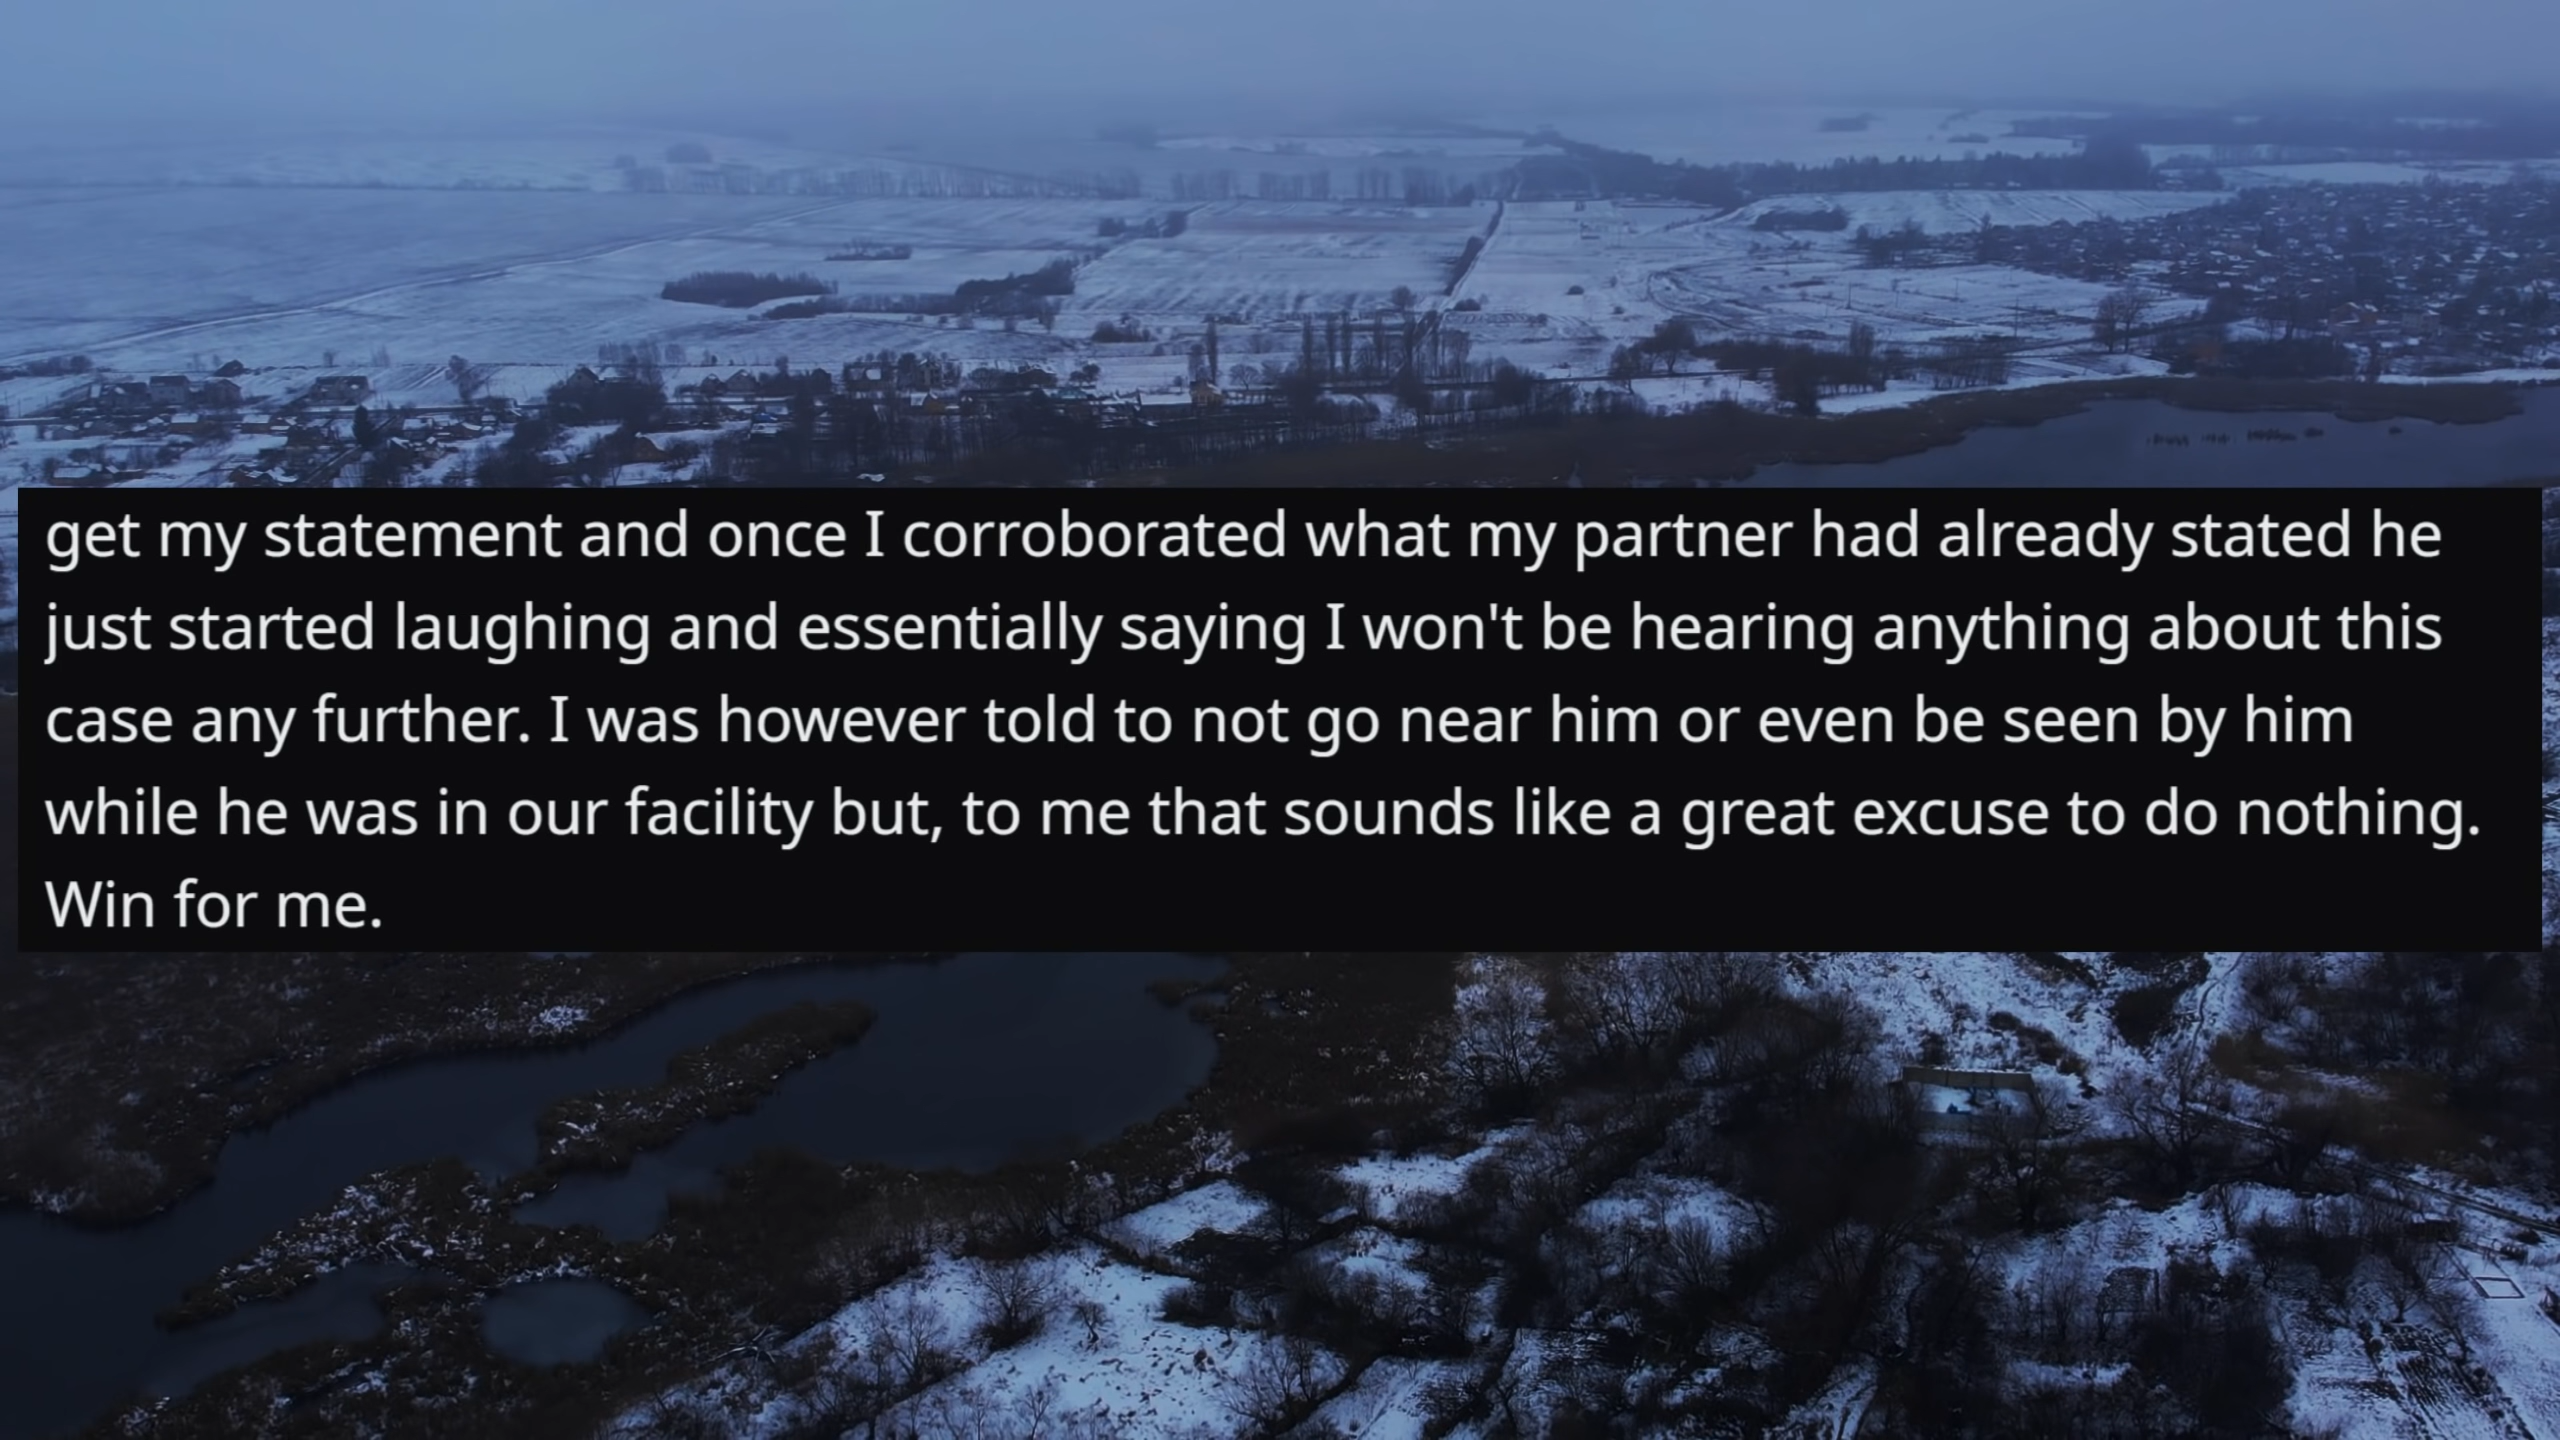 get my statement and once I corroborated what my partner had already stated he
just started laughing and essentially saying I won't be hearing anything about this
case any further. I was however told to not go near him or even be seen by him
while he was in our facility but, to me that sounds like a great excuse to do nothing.
Win for me.